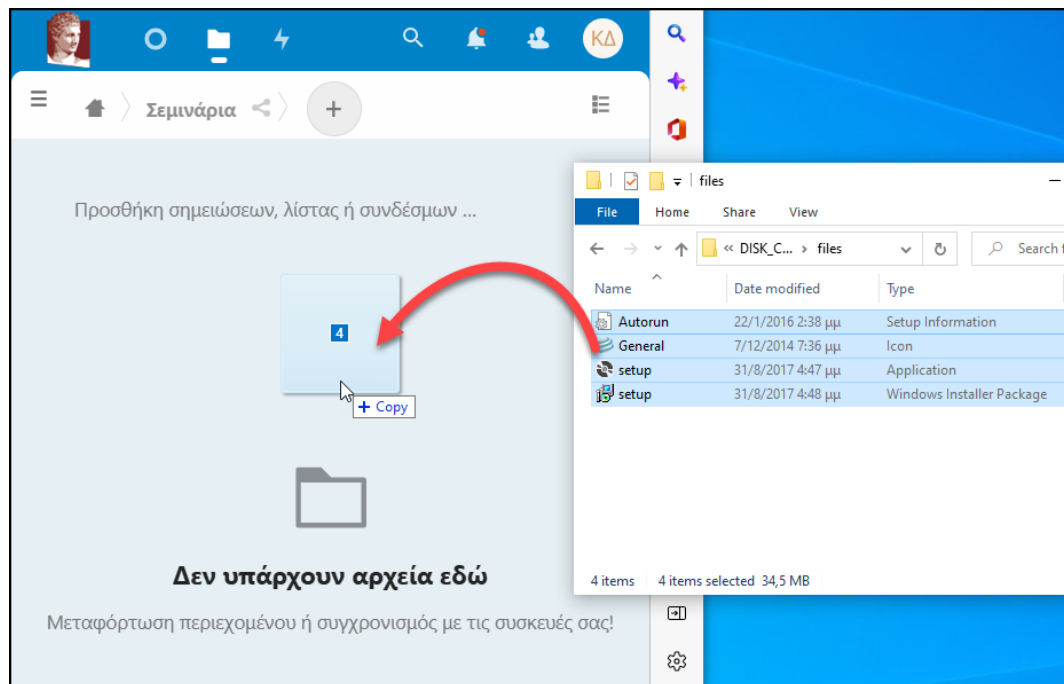 ΚΔ
Σεμινάρια
+
Προσθήκη σημειώσεων, λίστας ή συνδέσμων ...
4
+ Copy
Δεν υπάρχουν αρχεία εδώ
Μεταφόρτωση περιεχομένου ή συγχρονισμός με τις συσκευές σας!
files
File Home Share View
« DISK_C... › files
Search f
Name Date modified Type
Autorun 22/1/2016 2:38 μμ Setup Information
General 7/12/2014 7:36 μμ Icon
setup 31/8/2017 4:47 μμ Application
setup 31/8/2017 4:48 μμ Windows Installer Package
4 items 4 items selected 34,5 MB